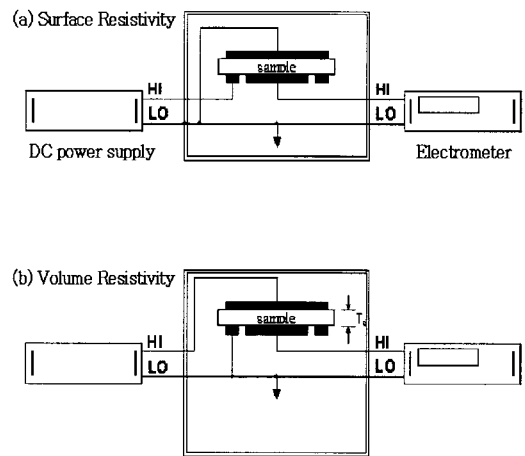 (a) Surface Resistivity
sample
HI
HI
LO
LO
DC power supply
Electrometer
(b) Volume Resistivity
sample
HI
HI
LO
LO